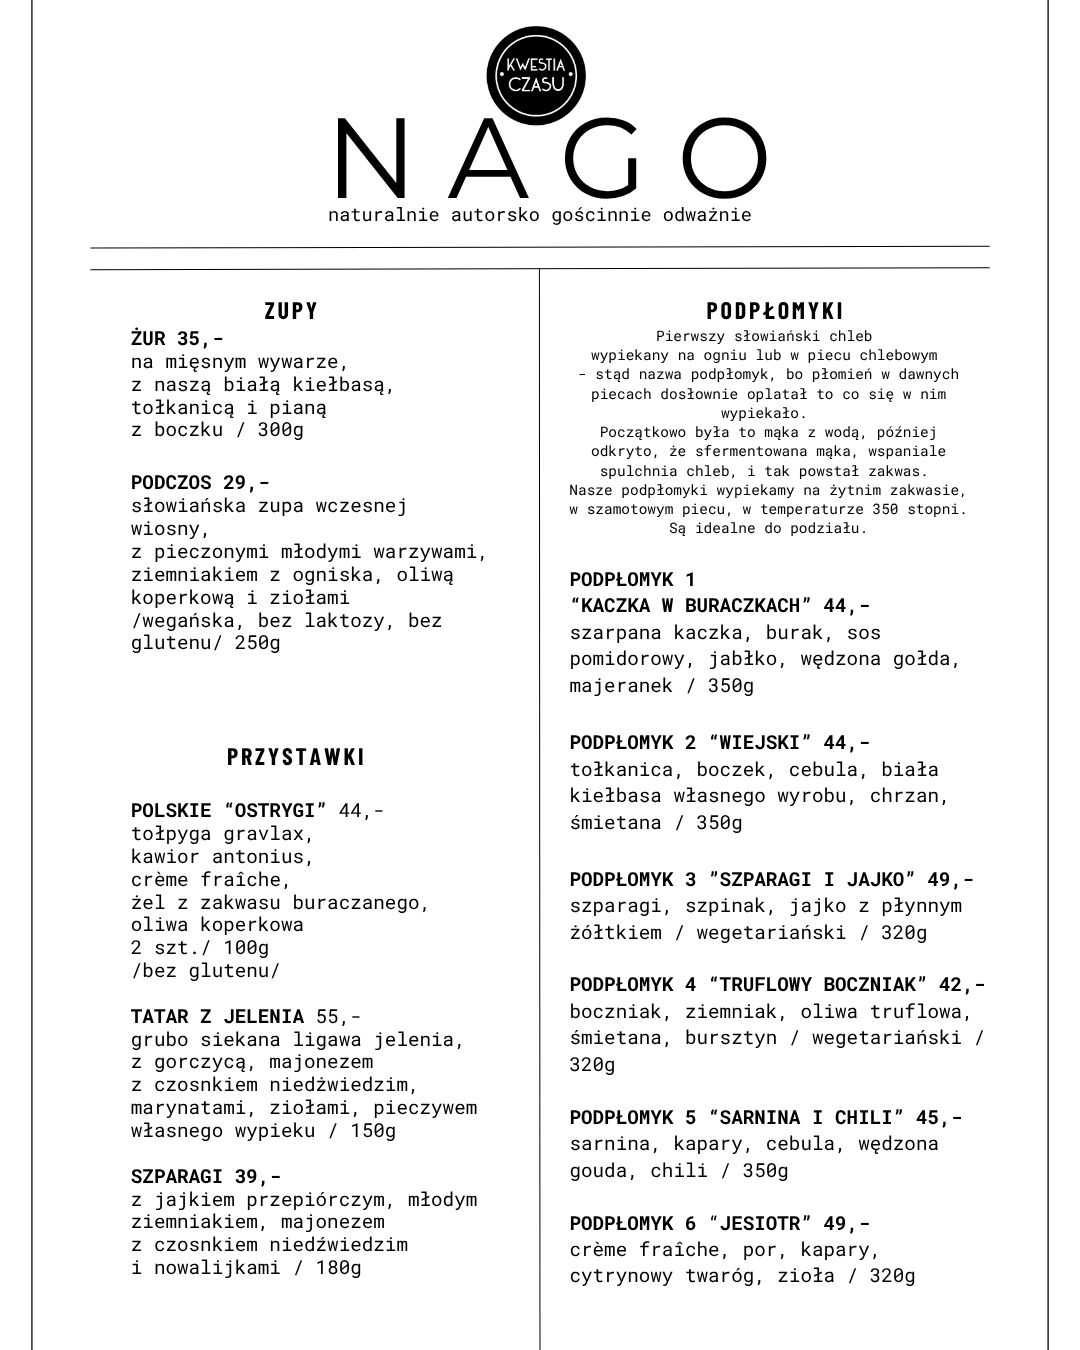 KWESTIA
CZASU
NAGO
naturalnie autorsko gościnnie odważnie
ZUPY
ŻUR 35,-
na mięsnym wywarze,
z naszą białą kiełbasą,
tołkanicą i pianą
z boczku / 300g
PODCZOS 29,-
słowiańska zupa wczesnej
wiosny,
z pieczonymi młodymi warzywami,
ziemniakiem z ogniska, oliwą
koperkową i ziołami
/wegańska, bez laktozy, bez
glutenu/ 250g
PRZYSTAWKI
POLSKIE “OSTRYGI” 44,-
tołpyga gravlax,
kawior antonius,
crème fraîche,
żel z zakwasu buraczanego,
oliwa koperkowa
2 szt./ 100g
/bez glutenu/
TATAR Z JELENIA 55,-
grubo siekana ligawa jelenia,
z gorczycą, majonezem
z czosnkiem niedżwiedzim,
marynatami, ziołami, pieczywem
własnego wypieku / 150g
SZPARAGI 39,-
z jajkiem przepiórczym, młodym
ziemniakiem, majonezem
z czosnkiem niedźwiedzim
i nowalijkami / 180g
PODPŁOMYKI
Pierwszy słowiański chleb
wypiekany na ogniu lub w piecu chlebowym
- stąd nazwa podpłomyk, bo płomień w dawnych
piecach dosłownie oplatał to co się w nim
wypiekało.
Początkowo była to mąka z wodą, później
odkryto, że sfermentowana mąka, wspaniale
spulchnia chleb, i tak powstał zakwas.
Nasze podpłomyki wypiekamy na żytnim zakwasie,
w szamotowym piecu, w temperaturze 350 stopni.
Są idealne do podziału.
PODPŁOMYK 1
“KACZKA W BURACZKACH” 44,-
szarpana kaczka, burak, sos
pomidorowy, jabłko, wędzona gołda,
majeranek / 350g
PODPŁOMYK 2 “WIEJSKI” 44,-
tołkanica, boczek, cebula, biała
kiełbasa własnego wyrobu, chrzan,
śmietana / 350g
PODPŁOMYK 3 ”SZPARAGI I JAJKO” 49,-
szparagi, szpinak, jajko z płynnym
żółtkiem / wegetariański / 320g
PODPŁOMYK 4 “TRUFLOWY BOCZNIAK” 42,-
boczniak, ziemniak, oliwa truflowa,
śmietana, bursztyn / wegetariański /
320g
PODPŁOMYK 5 “SARNINA I CHILI” 45,-
sarnina, kapary, cebula, wędzona
gouda, chili / 350g
PODPŁOMYK 6 “JESIOTR” 49,-
crème fraîche, por, kapary,
cytrynowy twaróg, zioła / 320g